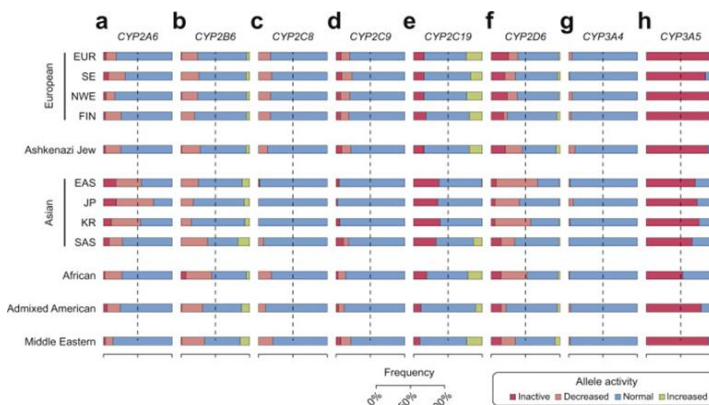 a b c d e f g h
CYP2A6 CYP2B6 CYP2C8 CYP2C9 CYP2C19 CYP2D6 CYP3A4 CYP3A5
European
EUR
SE
NWE
FIN
Ashkenazi Jew
Asian
EAS
JP
KR
SAS
African
Admixed American
Middle Eastern
Frequency
Allele activity
Inactive Decreased Normal Increased